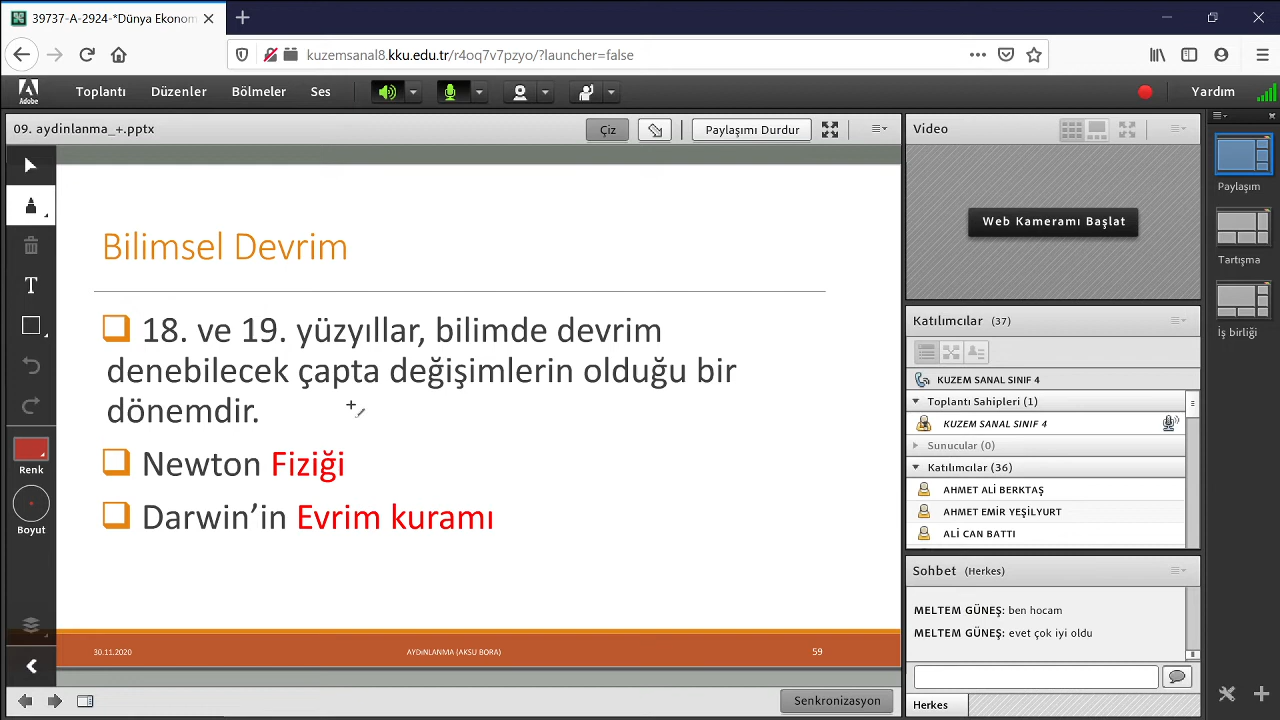 39737-A-2924-*Dünya Ekonom
kuzemsanal8.kku.edu.tr/r4oq7v7pzyo/?launcher=false
Adobe
Toplantı Düzenler Bölmeler Ses
Yardım
09. aydinlanma_+.pptx
Çiz
Paylaşımı Durdur
Bilimsel Devrim
18. ve 19. yüzyıllar, bilimde devrim
denebilecek çapta değişimlerin olduğu bir
dönemdir.
Newton Fiziği
Darwin’in Evrim kuramı
30.11.2020
AYDıNLANMA (AKSU BORA)
59
T
Renk
Boyut
Senkronizasyon
Video
Web Kameramı Başlat
Katılımcılar (37)
KUZEM SANAL SINIF 4
Toplantı Sahipleri (1)
KUZEM SANAL SINIF 4
Sunucular (0)
Katılımcılar (36)
AHMET ALİ BERKTAŞ
AHMET EMİR YEŞİLYURT
ALİ CAN BATTI
Sohbet (Herkes)
MELTEM GÜNEŞ: ben hocam
MELTEM GÜNEŞ: evet çok iyi oldu
Herkes
Paylaşım
Tartışma
İş birliği